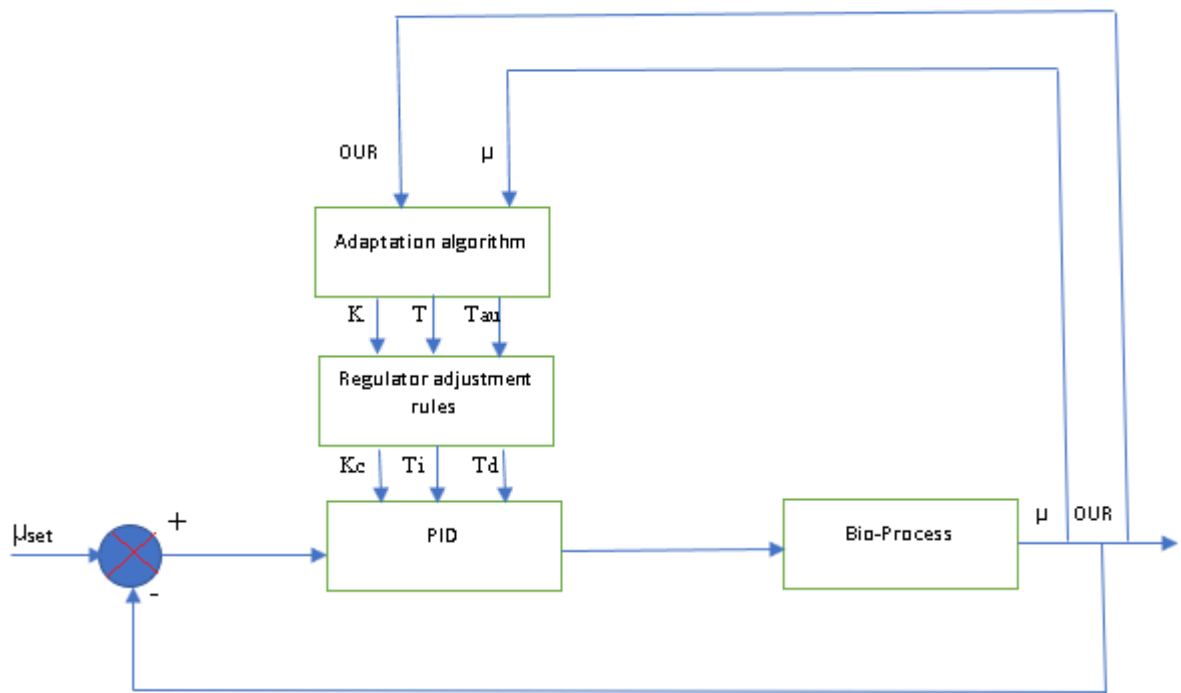 OUR μ
Adaptation algorithm
K T Tau
Regulator adjustment
rules
Kc Ti Td
μset + PID Bio-Process μ OUR
-